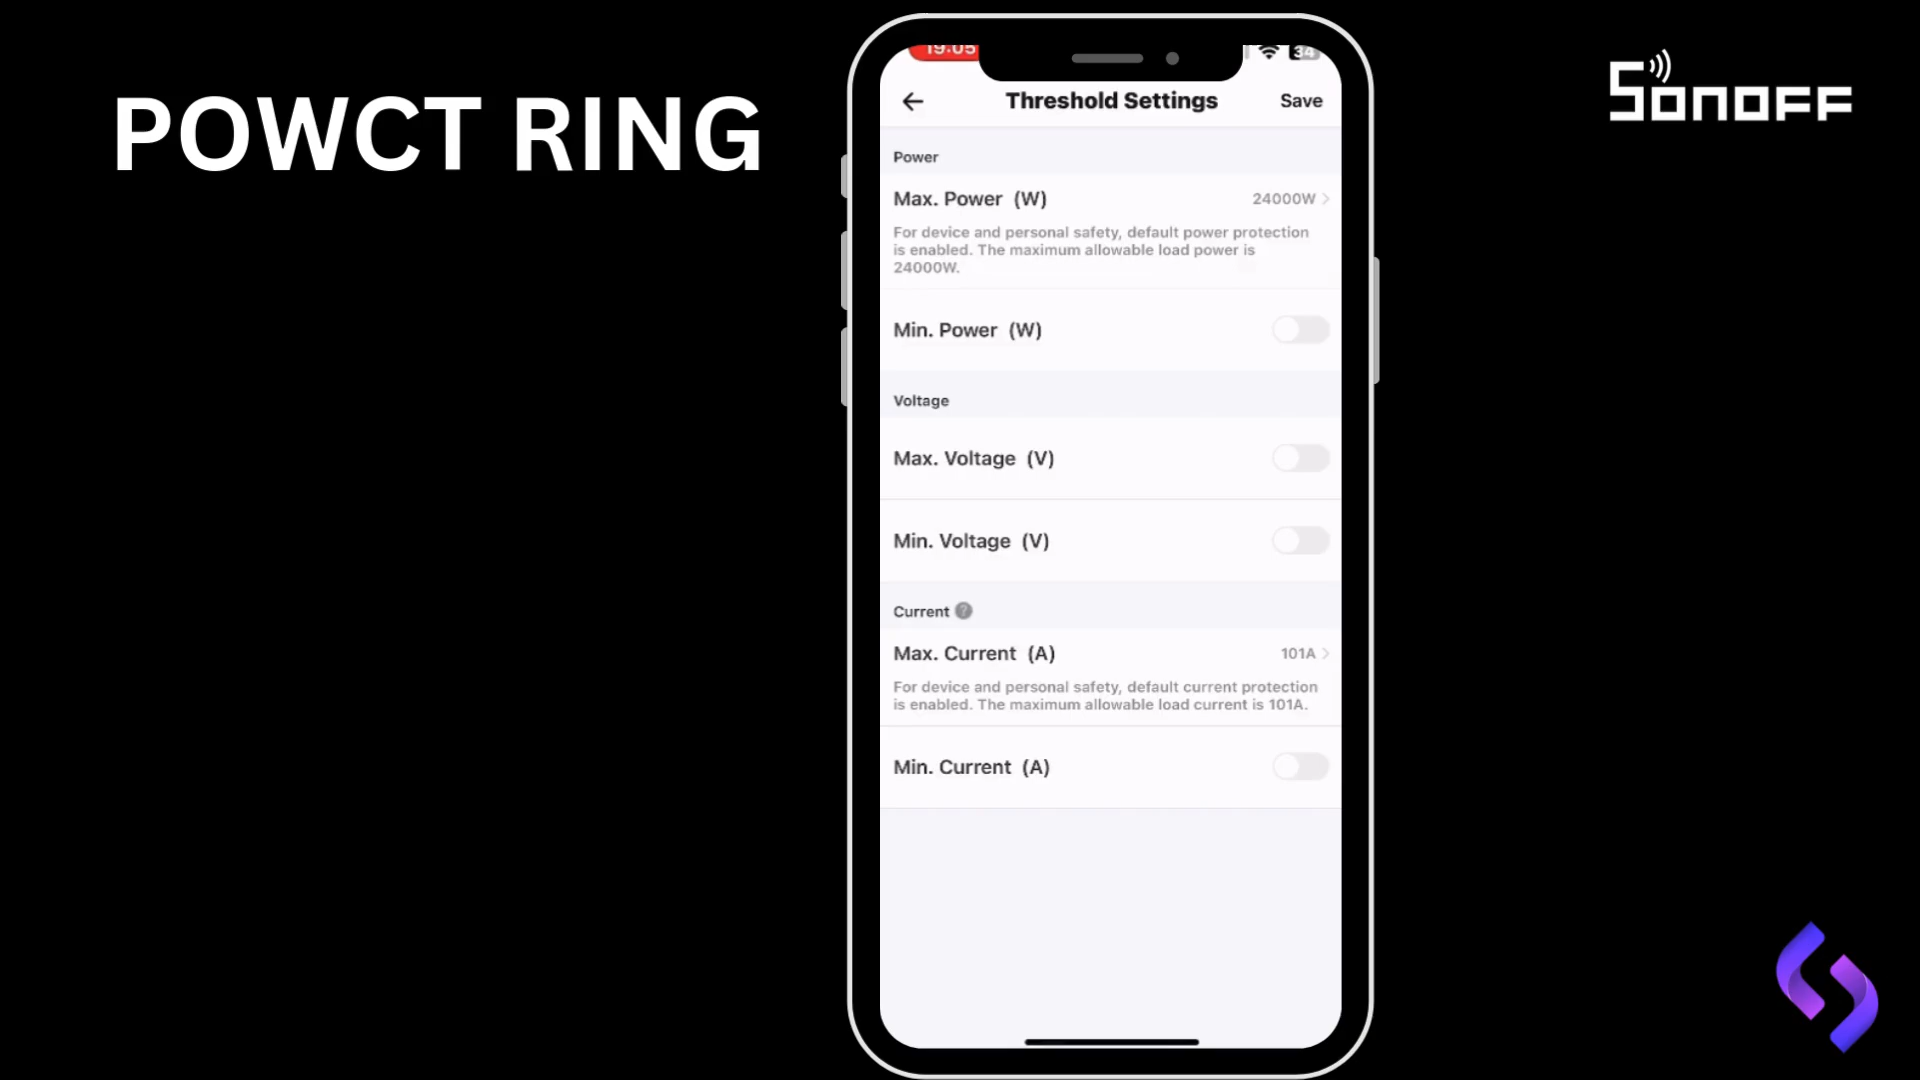 POWCT RING
SONOFF
19:05
34
Threshold Settings
Save
Power
Max. Power (W)
24000W
For device and personal safety, default power protection
is enabled. The maximum allowable load power is
24000W.
Min. Power (W)
Voltage
Max. Voltage (V)
Min. Voltage (V)
Current ?
Max. Current (A)
101A
For device and personal safety, default current protection
is enabled. The maximum allowable load current is 101A.
Min. Current (A)